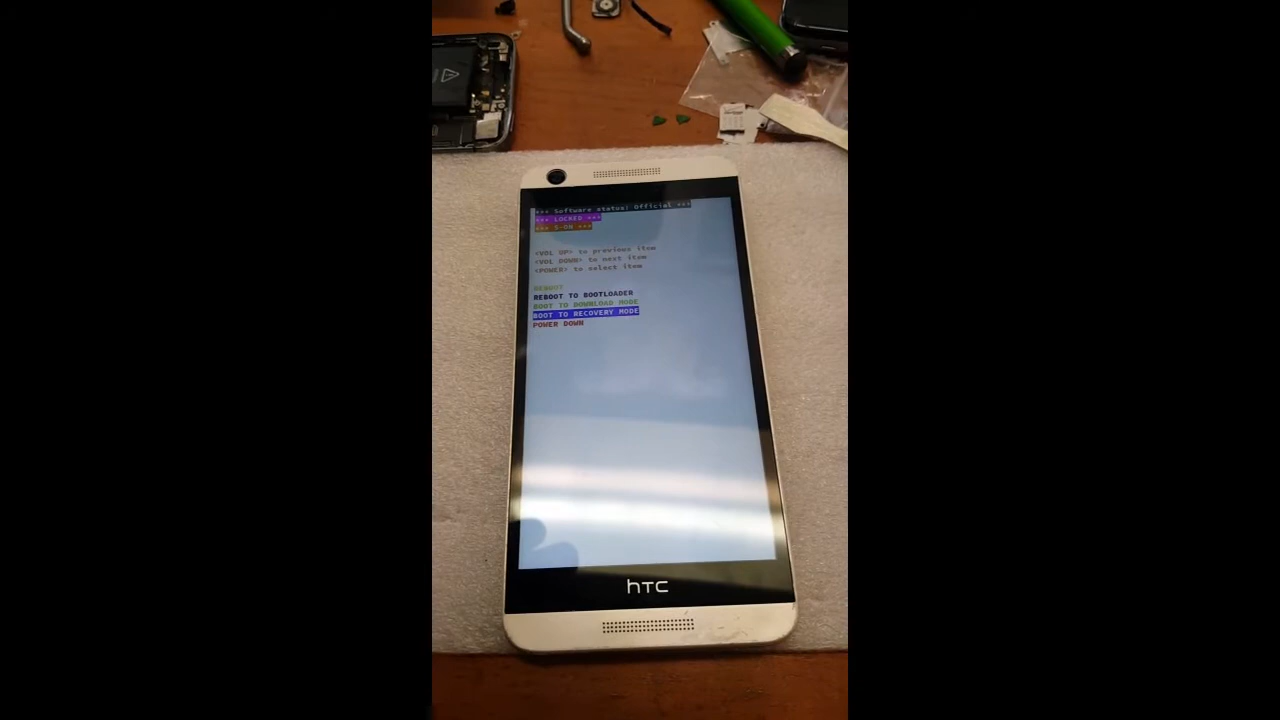 *** Software status: Official ***
*** LOCKED ***
*** S-ON ***
<VOL UP> to previous item
<VOL DOWN> to next item
<POWER> to select item
REBOOT
REBOOT TO BOOTLOADER
BOOT TO DOWNLOAD MODE
BOOT TO RECOVERY MODE
POWER DOWN
hTC